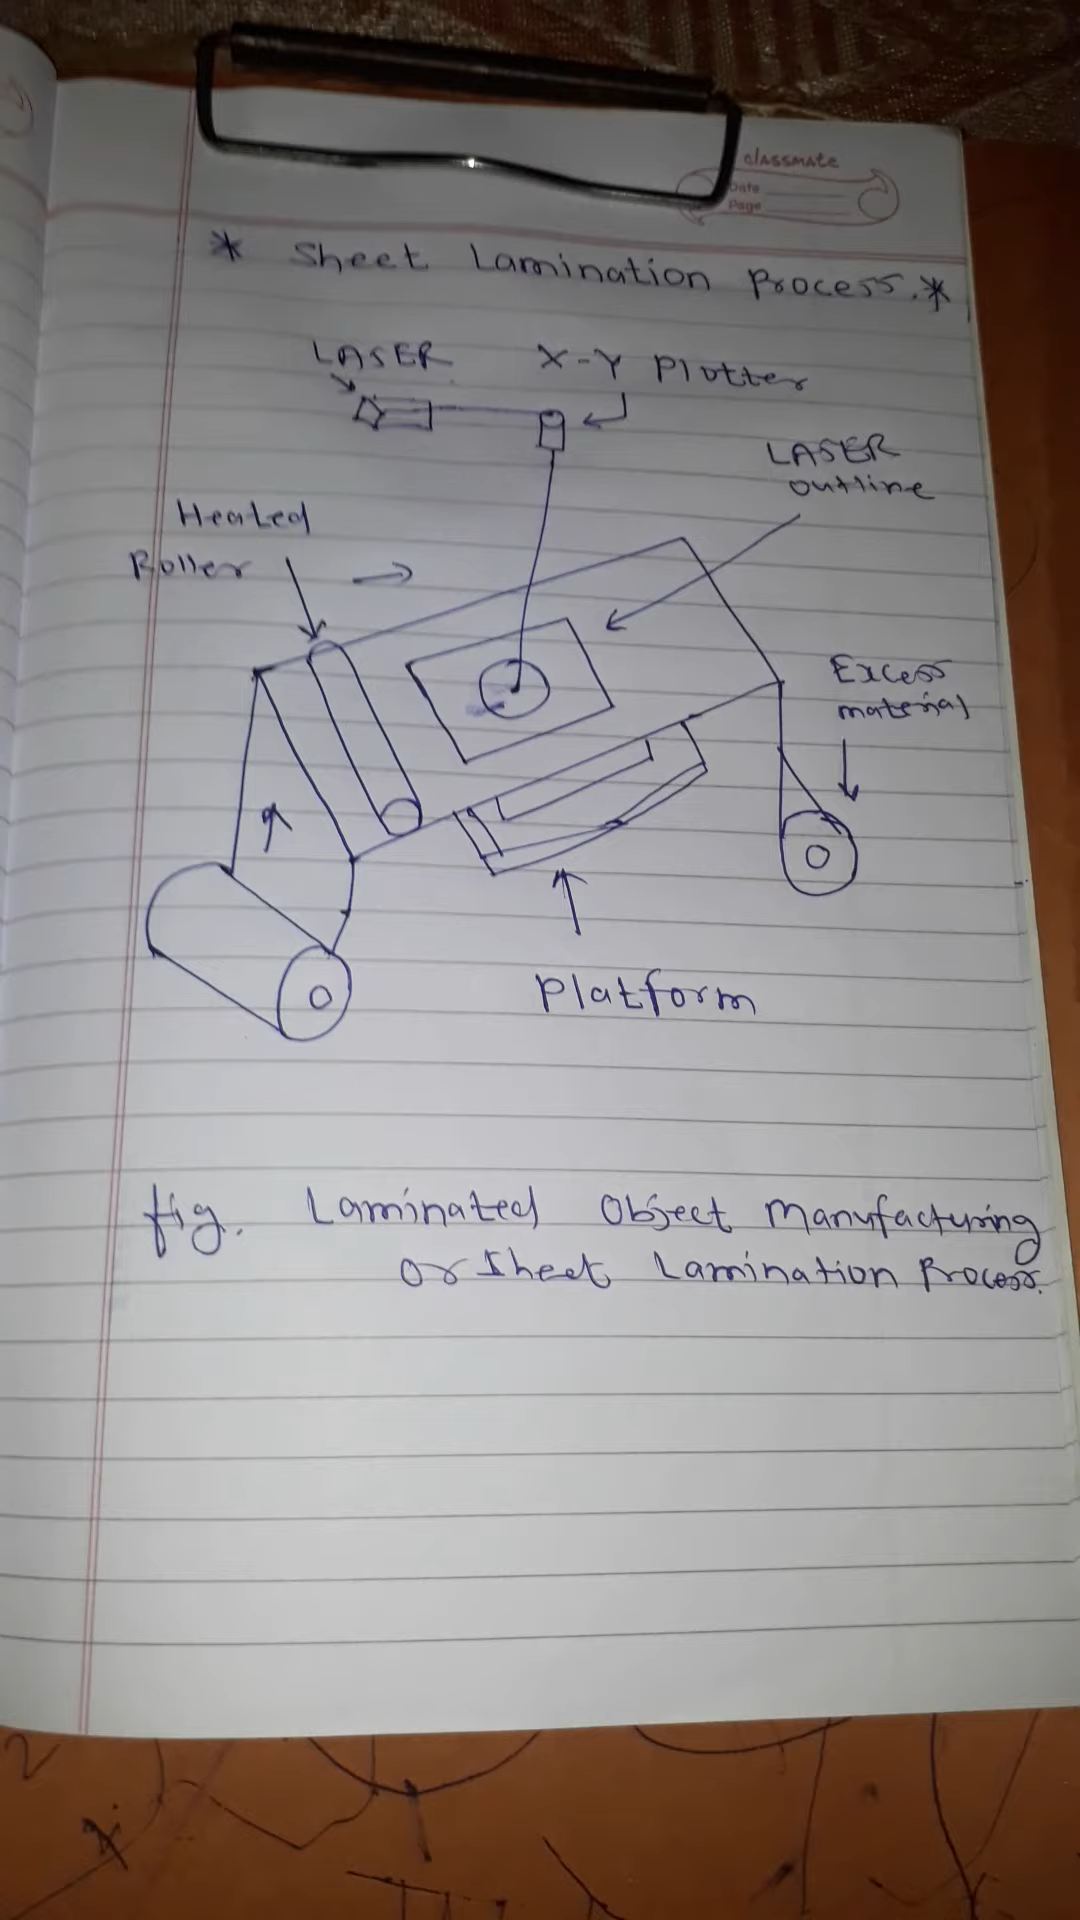 classmate
Date
Page
* Sheet Lamination Process. *
LASER X-Y Plotter
LASER
outline
Heated
Roller
Excess
material
Platform
fig. Laminated Object Manufacturing
or Sheet Lamination Process.
2